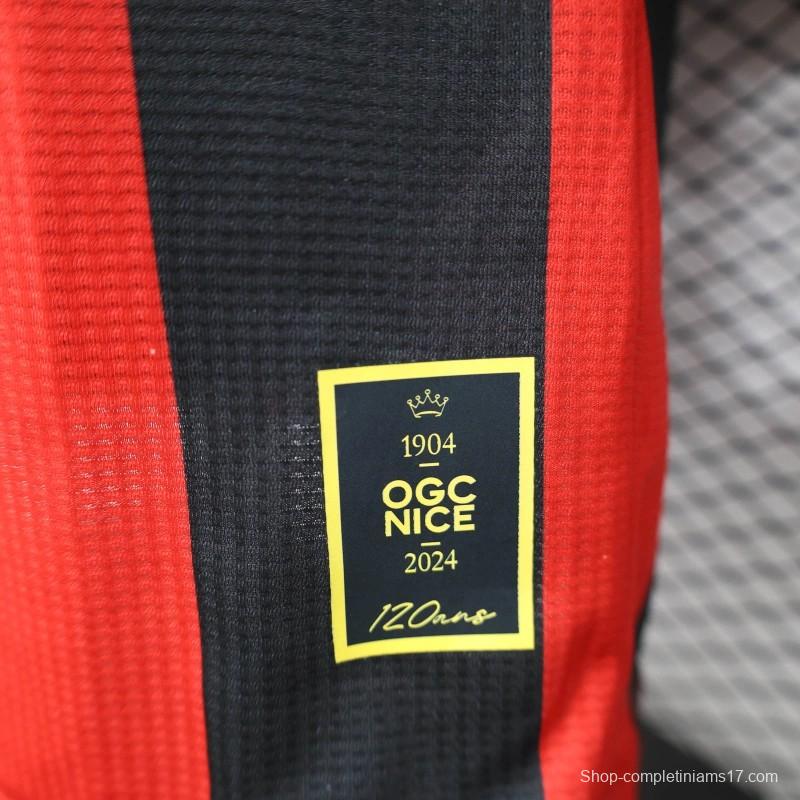 1904
OGC
NICE
2024
120ans
Shop-completiniams17.com